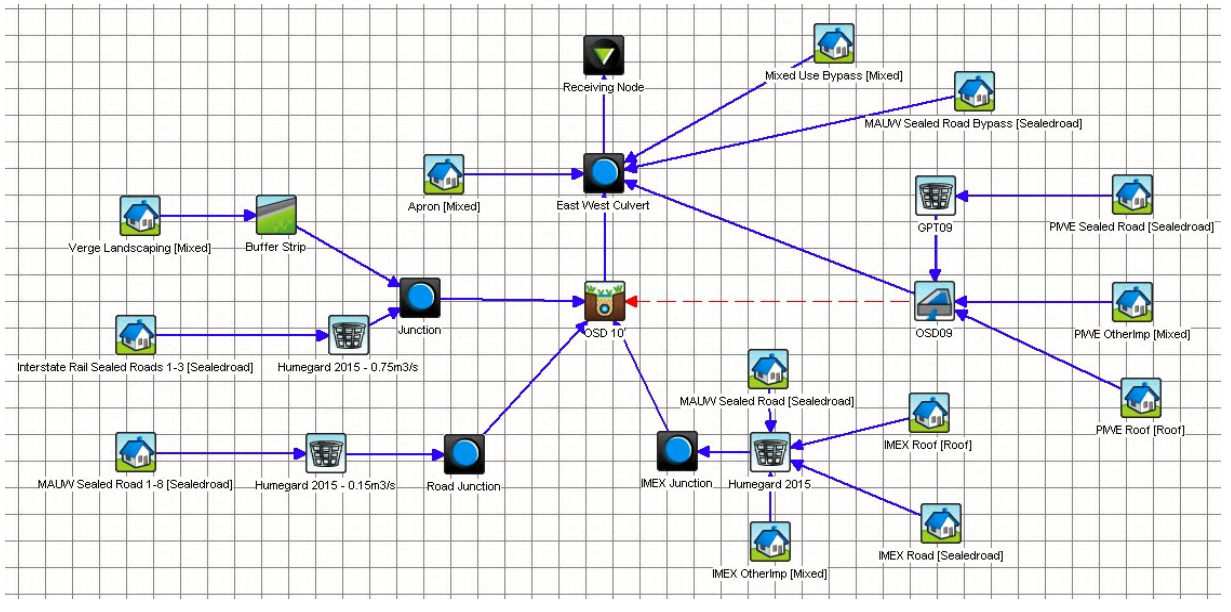 Mixed Use Bypass [Mixed]
Receiving Node
MAUW Sealed Road Bypass [Sealedroad]
Apron [Mixed]
East West Culvert
GPT09
PIWE Sealed Road [Sealedroad]
Verge Landscaping [Mixed]
Buffer Strip
Junction
OSD 10
OSD09
PIWE OtherImp [Mixed]
Interstate Rail Sealed Roads 1-3 [Sealedroad]
Humegard 2015 - 0.75m3/s
MAUW Sealed Road [Sealedroad]
IMEX Roof [Roof]
PIWE Roof [Roof]
MAUW Sealed Road 1-8 [Sealedroad]
Humegard 2015 - 0.15m3/s
Road Junction
IMEX Junction
Humegard 2015
IMEX Road [Sealedroad]
IMEX OtherImp [Mixed]